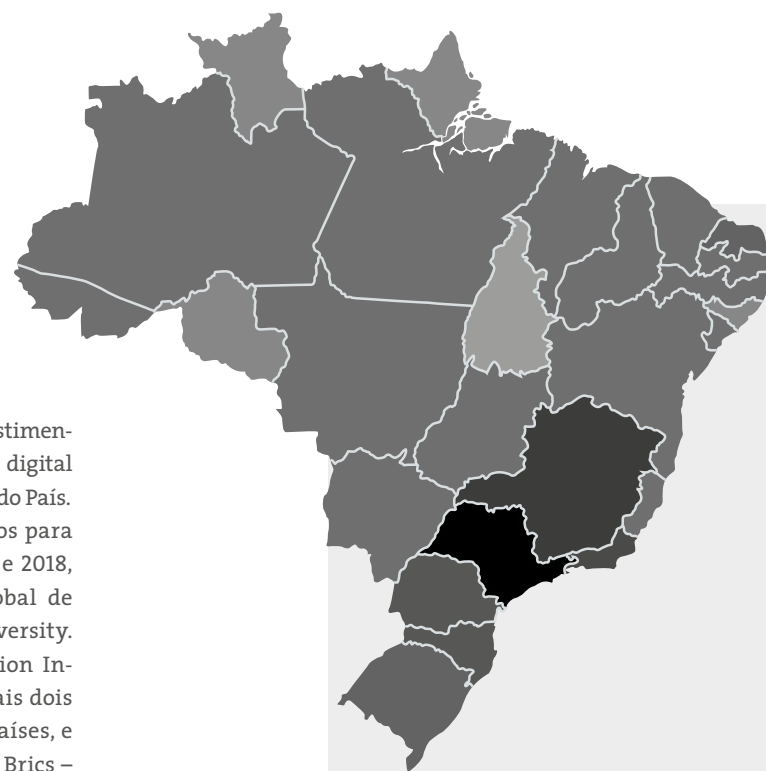 stimen-
digital
do País.
os para
e 2018,
obal de
versity.
ion In-
ais dois
aíses, e
Brics –